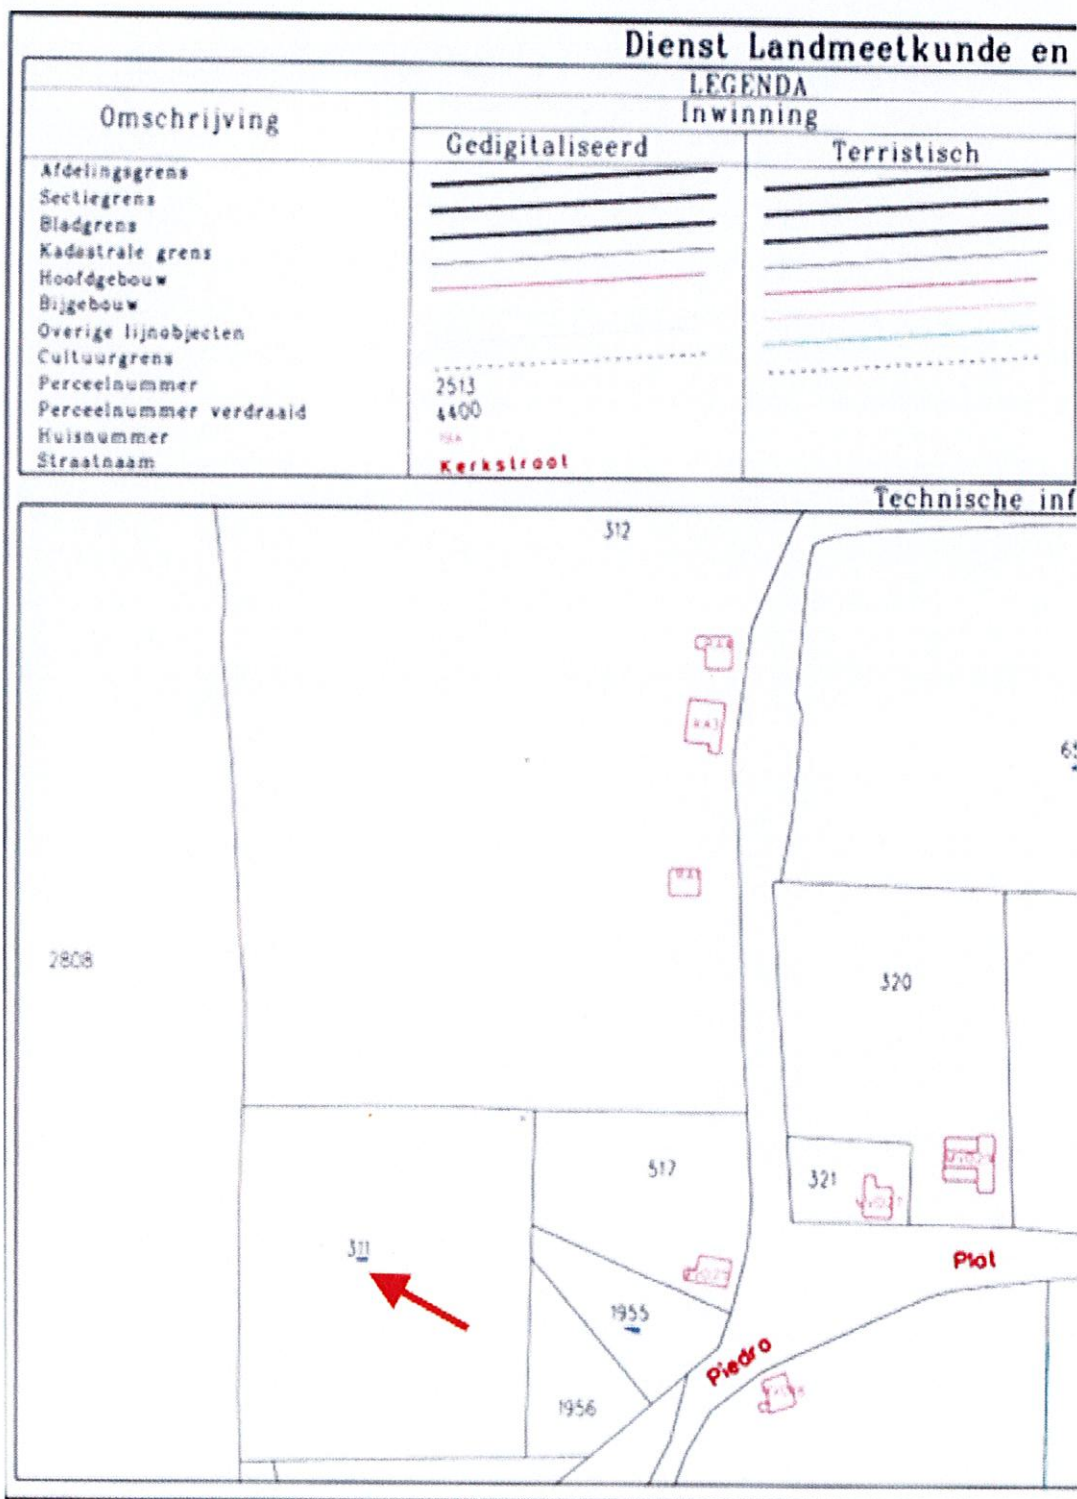 Dienst Landmeetkunde en
LEGENDA
Omschrijving
Inwinning
Gedigitaliseerd
Terristisch
Afdelingsgrens
Sectiegrens
Bladgrens
Kadastrale grens
Hoofdgebouw
Bijgebouw
Overige lijnobjecten
Cultuurgrens
Perceelnummer 2513
Perceelnummer verdraaid 4400
Huisnummer
Straatnaam Kerkstraat
Technische inf
312
2808
320
517
321
311
Plat
1955
Piedro
1956